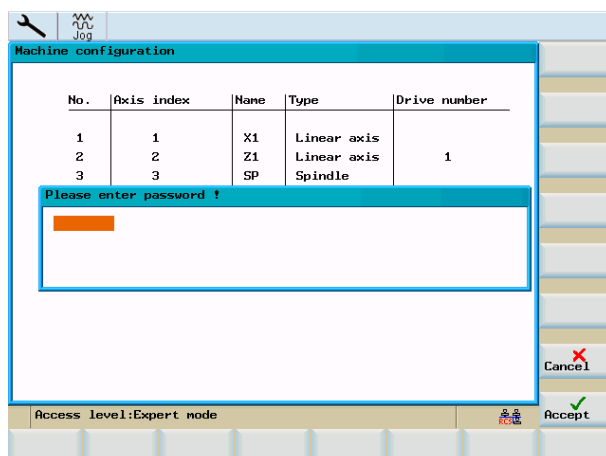 Jog
Machine configuration
No. Axis index Name Type Drive number
1 1 X1 Linear axis
2 2 Z1 Linear axis 1
3 3 SP Spindle
Please enter password !
Cancel
Access level:Expert mode
RCS
Accept